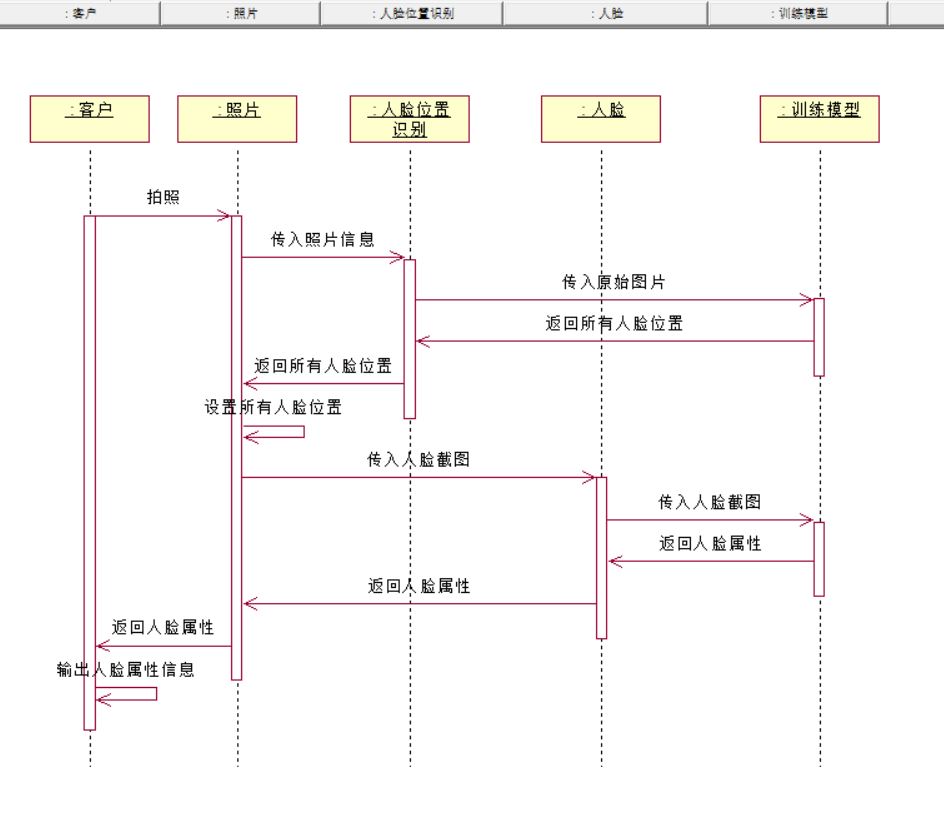 : 客户
: 照片
: 人脸位置识别
: 人脸
: 训练模型
: 客户
: 照片
: 人脸位置
识别
: 人脸
: 训练模型
拍照
传入照片信息
传入原始图片
返回所有人脸位置
返回所有人脸位置
设置所有人脸位置
传入人脸截图
传入人脸截图
返回人脸属性
返回人脸属性
返回人脸属性
输出人脸属性信息